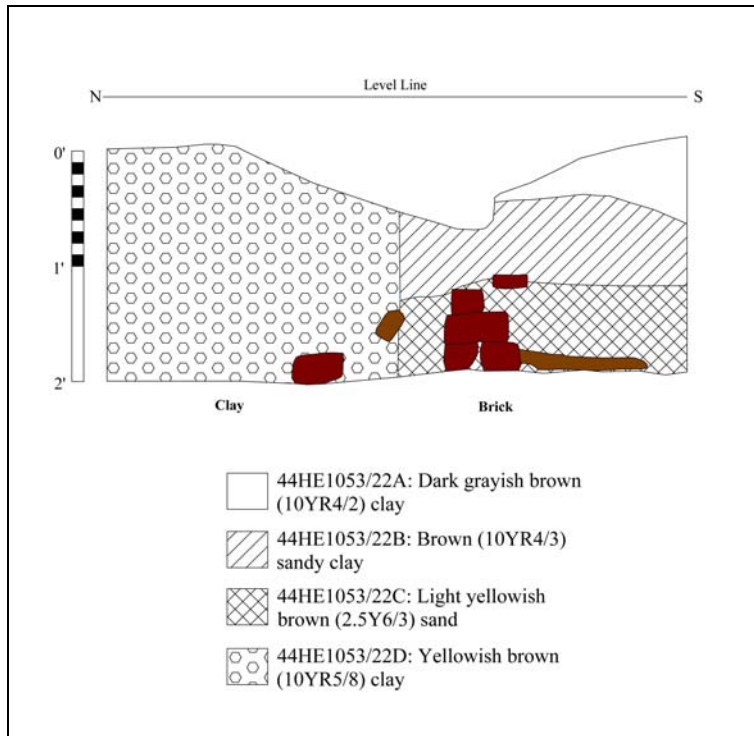 Level Line
N S
0'
1'
2'
Clay Brick
44HE1053/22A: Dark grayish brown
(10YR4/2) clay
44HE1053/22B: Brown (10YR4/3)
sandy clay
44HE1053/22C: Light yellowish
brown (2.5Y6/3) sand
44HE1053/22D: Yellowish brown
(10YR5/8) clay